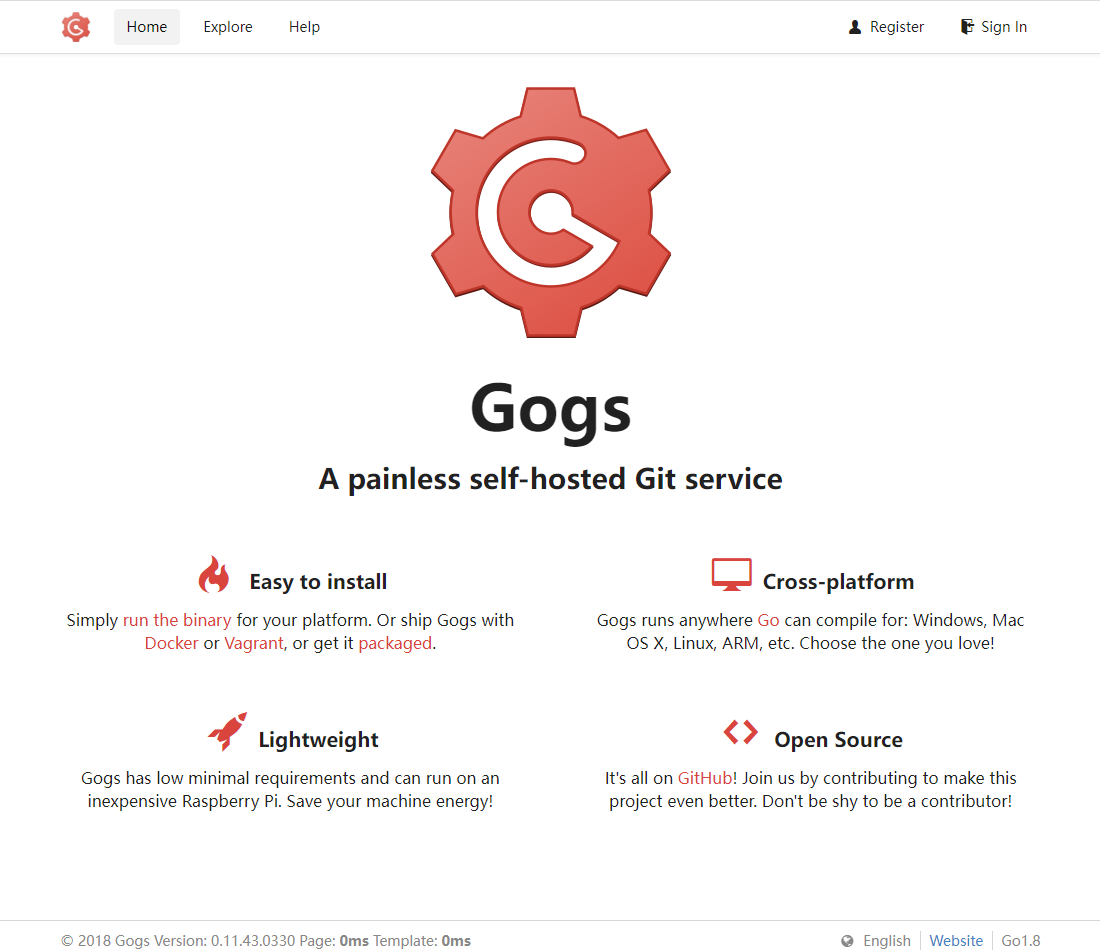 Home Explore Help Register Sign In
Gogs
A painless self-hosted Git service
Easy to install
Simply run the binary for your platform. Or ship Gogs with
Docker or Vagrant, or get it packaged.
Cross-platform
Gogs runs anywhere Go can compile for: Windows, Mac
OS X, Linux, ARM, etc. Choose the one you love!
Lightweight
Gogs has low minimal requirements and can run on an
inexpensive Raspberry Pi. Save your machine energy!
Open Source
It's all on GitHub! Join us by contributing to make this
project even better. Don't be shy to be a contributor!
© 2018 Gogs Version: 0.11.43.0330 Page: 0ms Template: 0ms English Website Go1.8